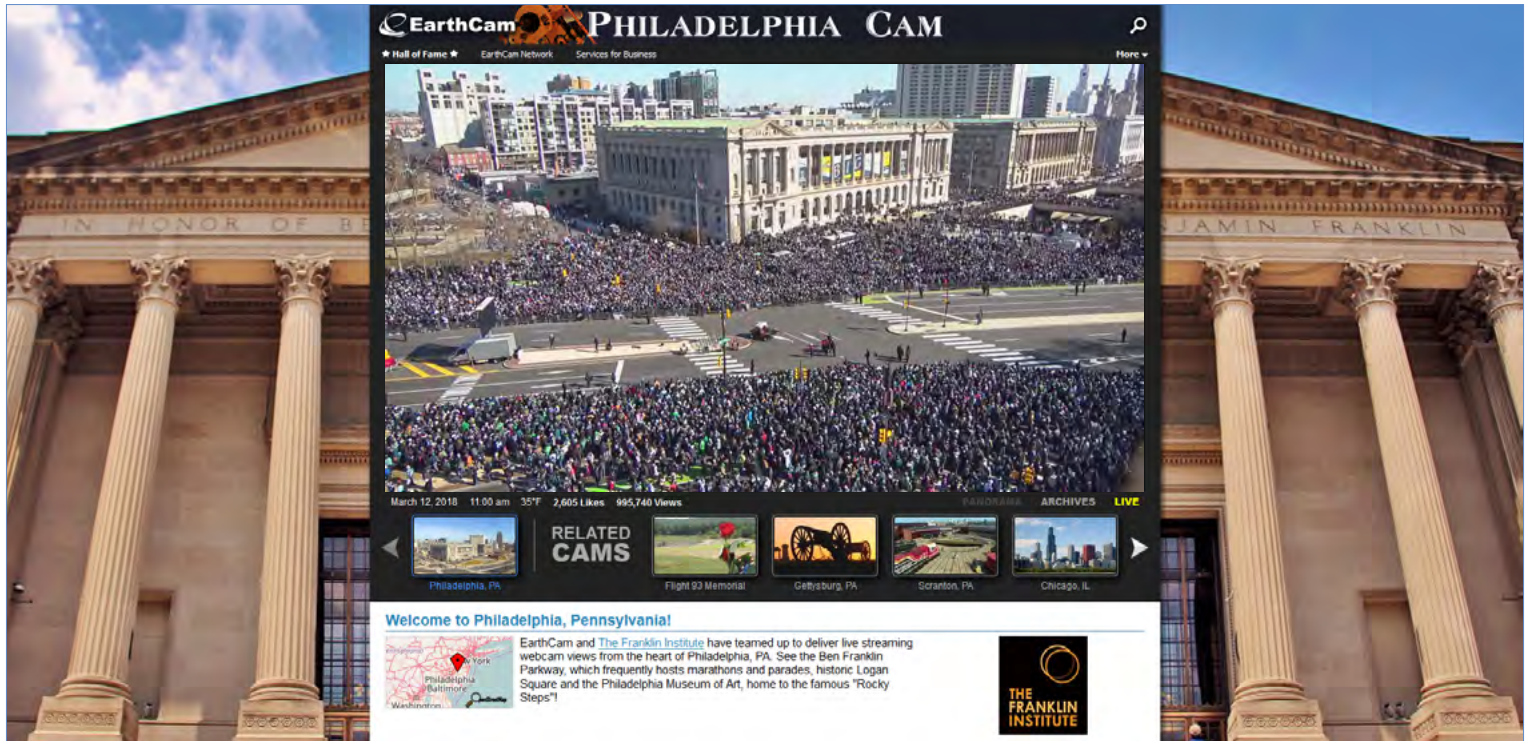 EarthCam
PHILADELPHIA CAM
★ Hall of Fame ★ EarthCam Network Services for Business More
March 12, 2018 11:00 am 35°F 2,605 Likes 995,740 Views PANORAMA ARCHIVES LIVE
RELATED
CAMS
Philadelphia, PA Flight 93 Memorial Gettysburg, PA Scranton, PA Chicago, IL
IN HONOR OF BE
NJAMIN FRANKLIN
Welcome to Philadelphia, Pennsylvania!
EarthCam and The Franklin Institute have teamed up to deliver live streaming
webcam views from the heart of Philadelphia, PA. See the Ben Franklin
Parkway, which frequently hosts marathons and parades, historic Logan
Square and the Philadelphia Museum of Art, home to the famous "Rocky
Steps"!
York
Philadelphia
Baltimore
Washington
THE
FRANKLIN
INSTITUTE